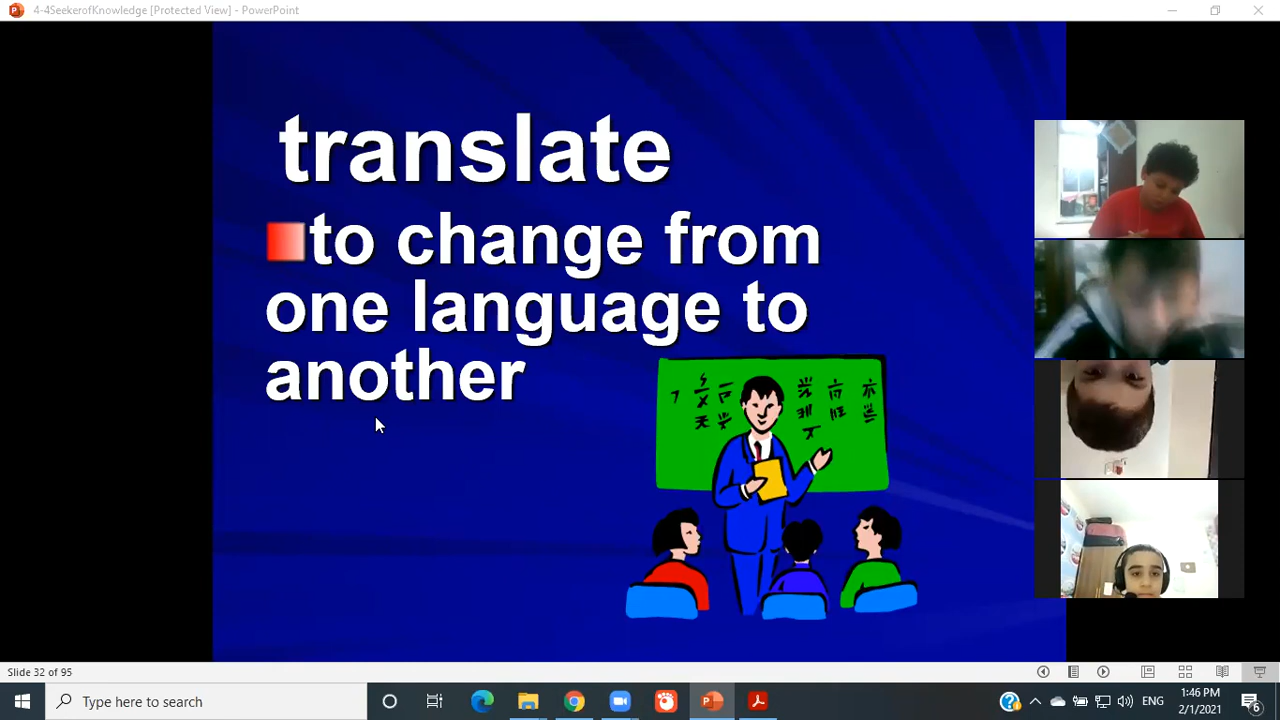 4-4SeekerofKnowledge [Protected View] - PowerPoint
translate
to change from
one language to
another
Slide 32 of 95
Type here to search
ENG
1:46 PM
2/1/2021
6